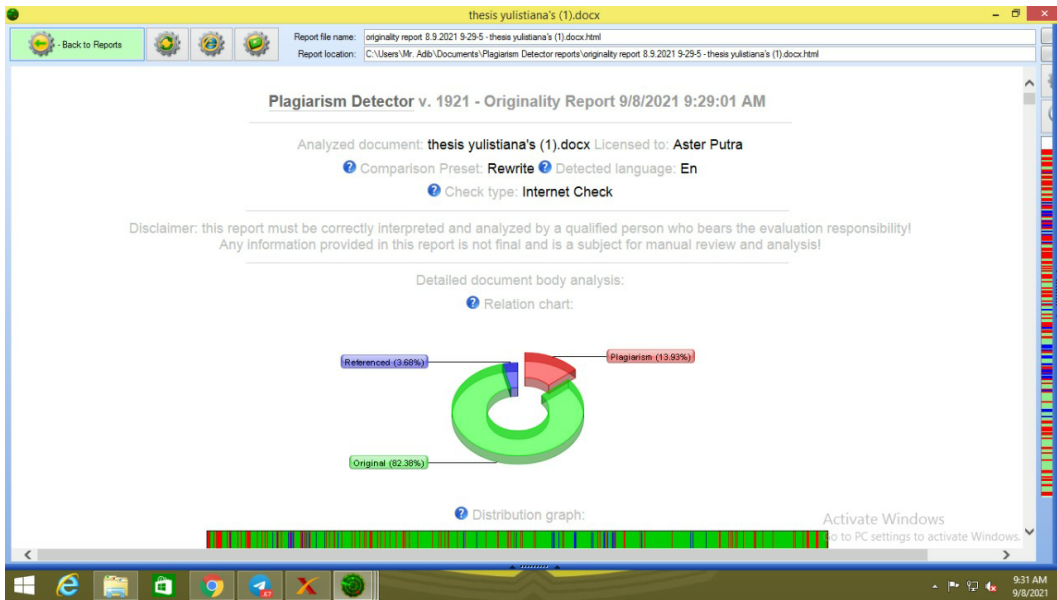 thesis yulistiana's (1).docx
- Back to Reports
Report file name: originality report 8.9.2021 9-29-5 - thesis yulistiana's (1).docx.html
Report location: C:\Users\Mr. Adib\Documents\Plagiarism Detector reports\originality report 8.9.2021 9-29-5 - thesis yulistiana's (1).docx.html
Plagiarism Detector v. 1921 - Originality Report 9/8/2021 9:29:01 AM
Analyzed document: thesis yulistiana's (1).docx Licensed to: Aster Putra
Comparison Preset: Rewrite Detected language: En
Check type: Internet Check
Disclaimer: this report must be correctly interpreted and analyzed by a qualified person who bears the evaluation responsibility!
Any information provided in this report is not final and is a subject for manual review and analysis!
Detailed document body analysis:
Relation chart:
Referenced (3.68%)
Plagiarism (13.93%)
Original (82.38%)
Distribution graph:
Activate Windows
Go to PC settings to activate Windows.
67
9:31 AM
9/8/2021